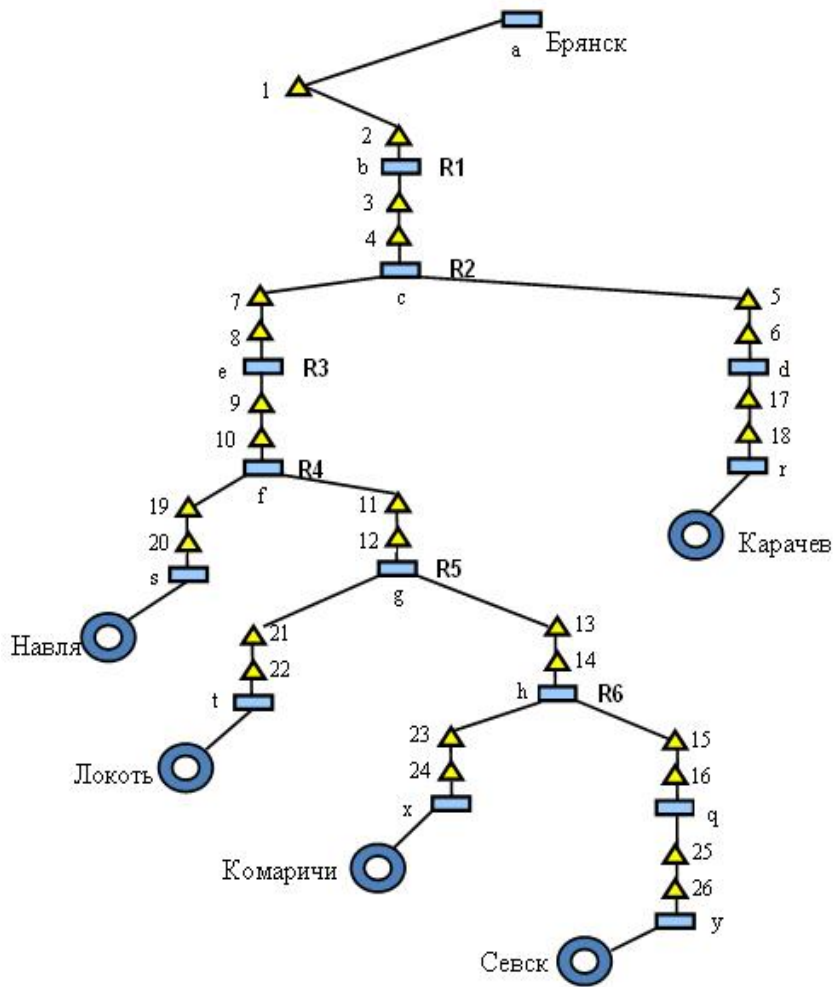 a Брянск
1
2
b R1
3
4
R2
c
7 5
8 6
e R3 d
9 17
10 18
R4 r
f
19 11
20 12
s R5
g
Карачев
Навля
21 13
22 14
t h R6
23 15
24 16
Локоть
x q
25
Комаричи
26
y
Севск